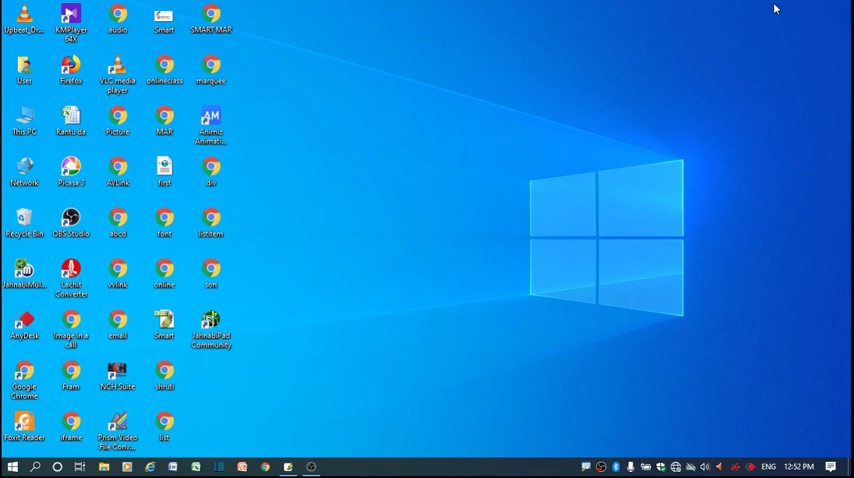 Upbeat_Dr...
KMPlayer
64X
audio
Smart
SMART MAR
User
Firefox
VLC media
player
onlineclass
marquee
This PC
Rantu da
Picture
MAR
Animiz
Animati...
Network
Picasa 3
AVLink
first
div
Recycle Bin
OBS Studio
abcd
font
listitem
JahnabiMul...
Lachit
Converter
vvlink
online
son
AnyDesk
Image in a
call
email
Smart
JahnabiPad
Community
Google
Chrome
Fram
NCH Suite
shruti
Foxit Reader
iframe
Prism Video
File Conv...
list
ENG
12:52 PM